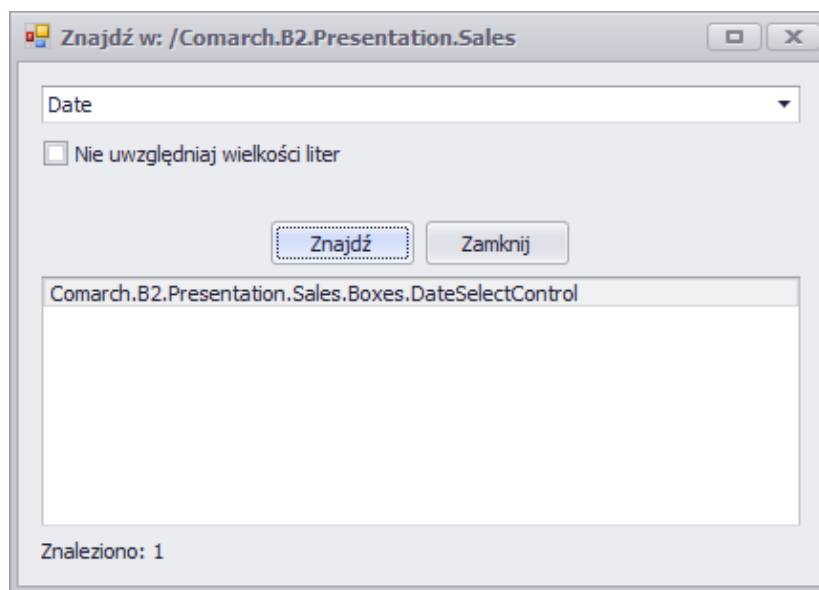 Znajdź w: /Comarch.B2.Presentation.Sales
Date
Nie uwzględniaj wielkości liter
Znajdź Zamknij
Comarch.B2.Presentation.Sales.Boxes.DateSelectControl
Znaleziono: 1